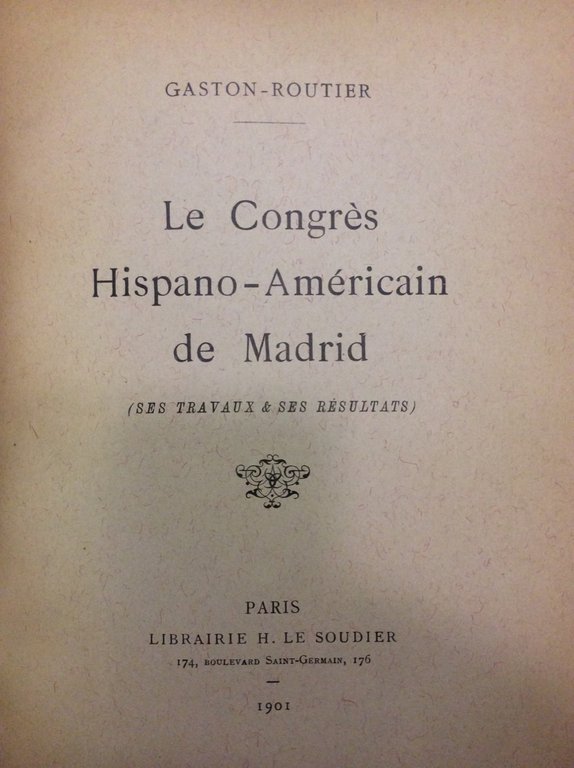 GASTON-ROUTIER
Le Congrès
Hispano-Américain
de Madrid
(SES TRAVAUX & SES RÉSULTATS)
PARIS
LIBRAIRIE H. LE SOUDIER
174, BOULEVARD SAINT-GERMAIN, 176
1901